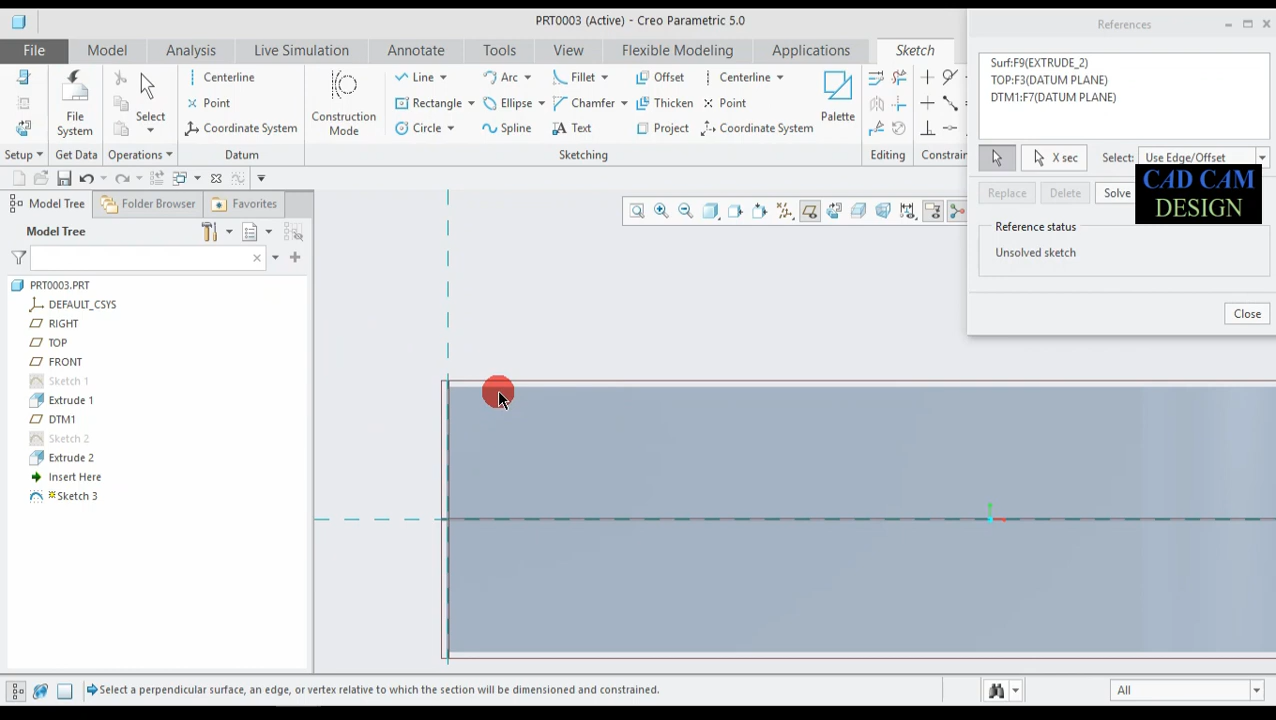 PRT0003 (Active) - Creo Parametric 5.0
References
File Model Analysis Live Simulation Annotate Tools View Flexible Modeling Applications Sketch
Surf:F9(EXTRUDE_2)
TOP:F3(DATUM PLANE)
DTM1:F7(DATUM PLANE)
Centerline Line Arc Fillet Offset Centerline
Point Rectangle Ellipse Chamfer Thicken Point
Coordinate System Circle Spline Text Project Coordinate System
File System
Select
Construction Mode
Palette
Setup Get Data Operations Datum Sketching Editing Constrain
X sec Select: Use Edge/Offset
Replace Delete Solve
CAD CAM
DESIGN
Reference status
Unsolved sketch
Close
Model Tree Folder Browser Favorites
Model Tree
PRT0003.PRT
DEFAULT_CSYS
RIGHT
TOP
FRONT
Sketch 1
Extrude 1
DTM1
Sketch 2
Extrude 2
Insert Here
Sketch 3
Select a perpendicular surface, an edge, or vertex relative to which the section will be dimensioned and constrained.
All